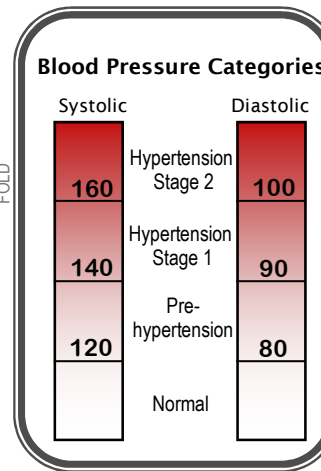 Blood Pressure Categories
Systolic
Diastolic
Hypertension
Stage 2
160
100
Hypertension
Stage 1
140
90
Pre-
hypertension
120
80
Normal
FOLD